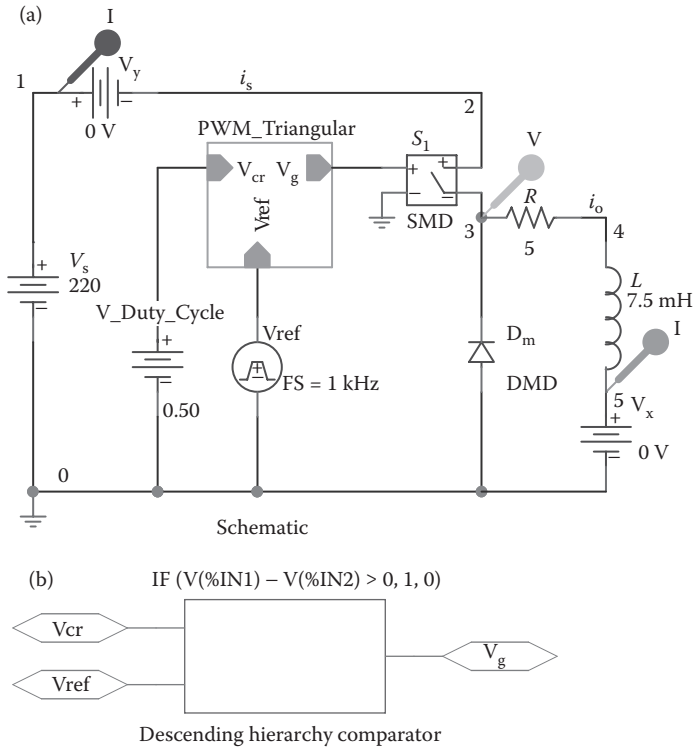 (a)
I
1
V_y
+
−
0 V
i_s
2
PWM_Triangular
V_cr
V_g
Vref
S_1
+
+
−
−
SMD
V
3
R
5
i_o
4
L
7.5 mH
I
V_s
220
+
−
V_Duty_Cycle
+
−
0.50
Vref
+
−
FS = 1 kHz
D_m
DMD
5
V_x
+
−
0 V
0
Schematic
(b)
IF (V(%IN1) − V(%IN2) > 0, 1, 0)
Vcr
Vref
V_g
Descending hierarchy comparator